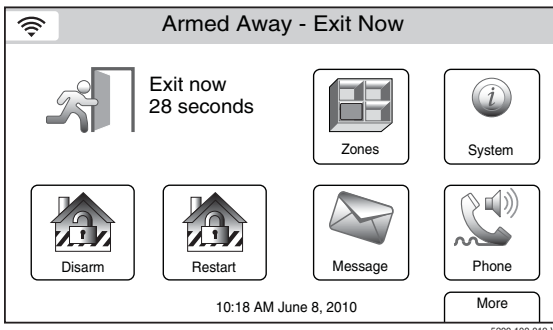 Armed Away - Exit Now
Exit now
28 seconds
Zones
System
Disarm
Restart
Message
Phone
10:18 AM June 8, 2010
More